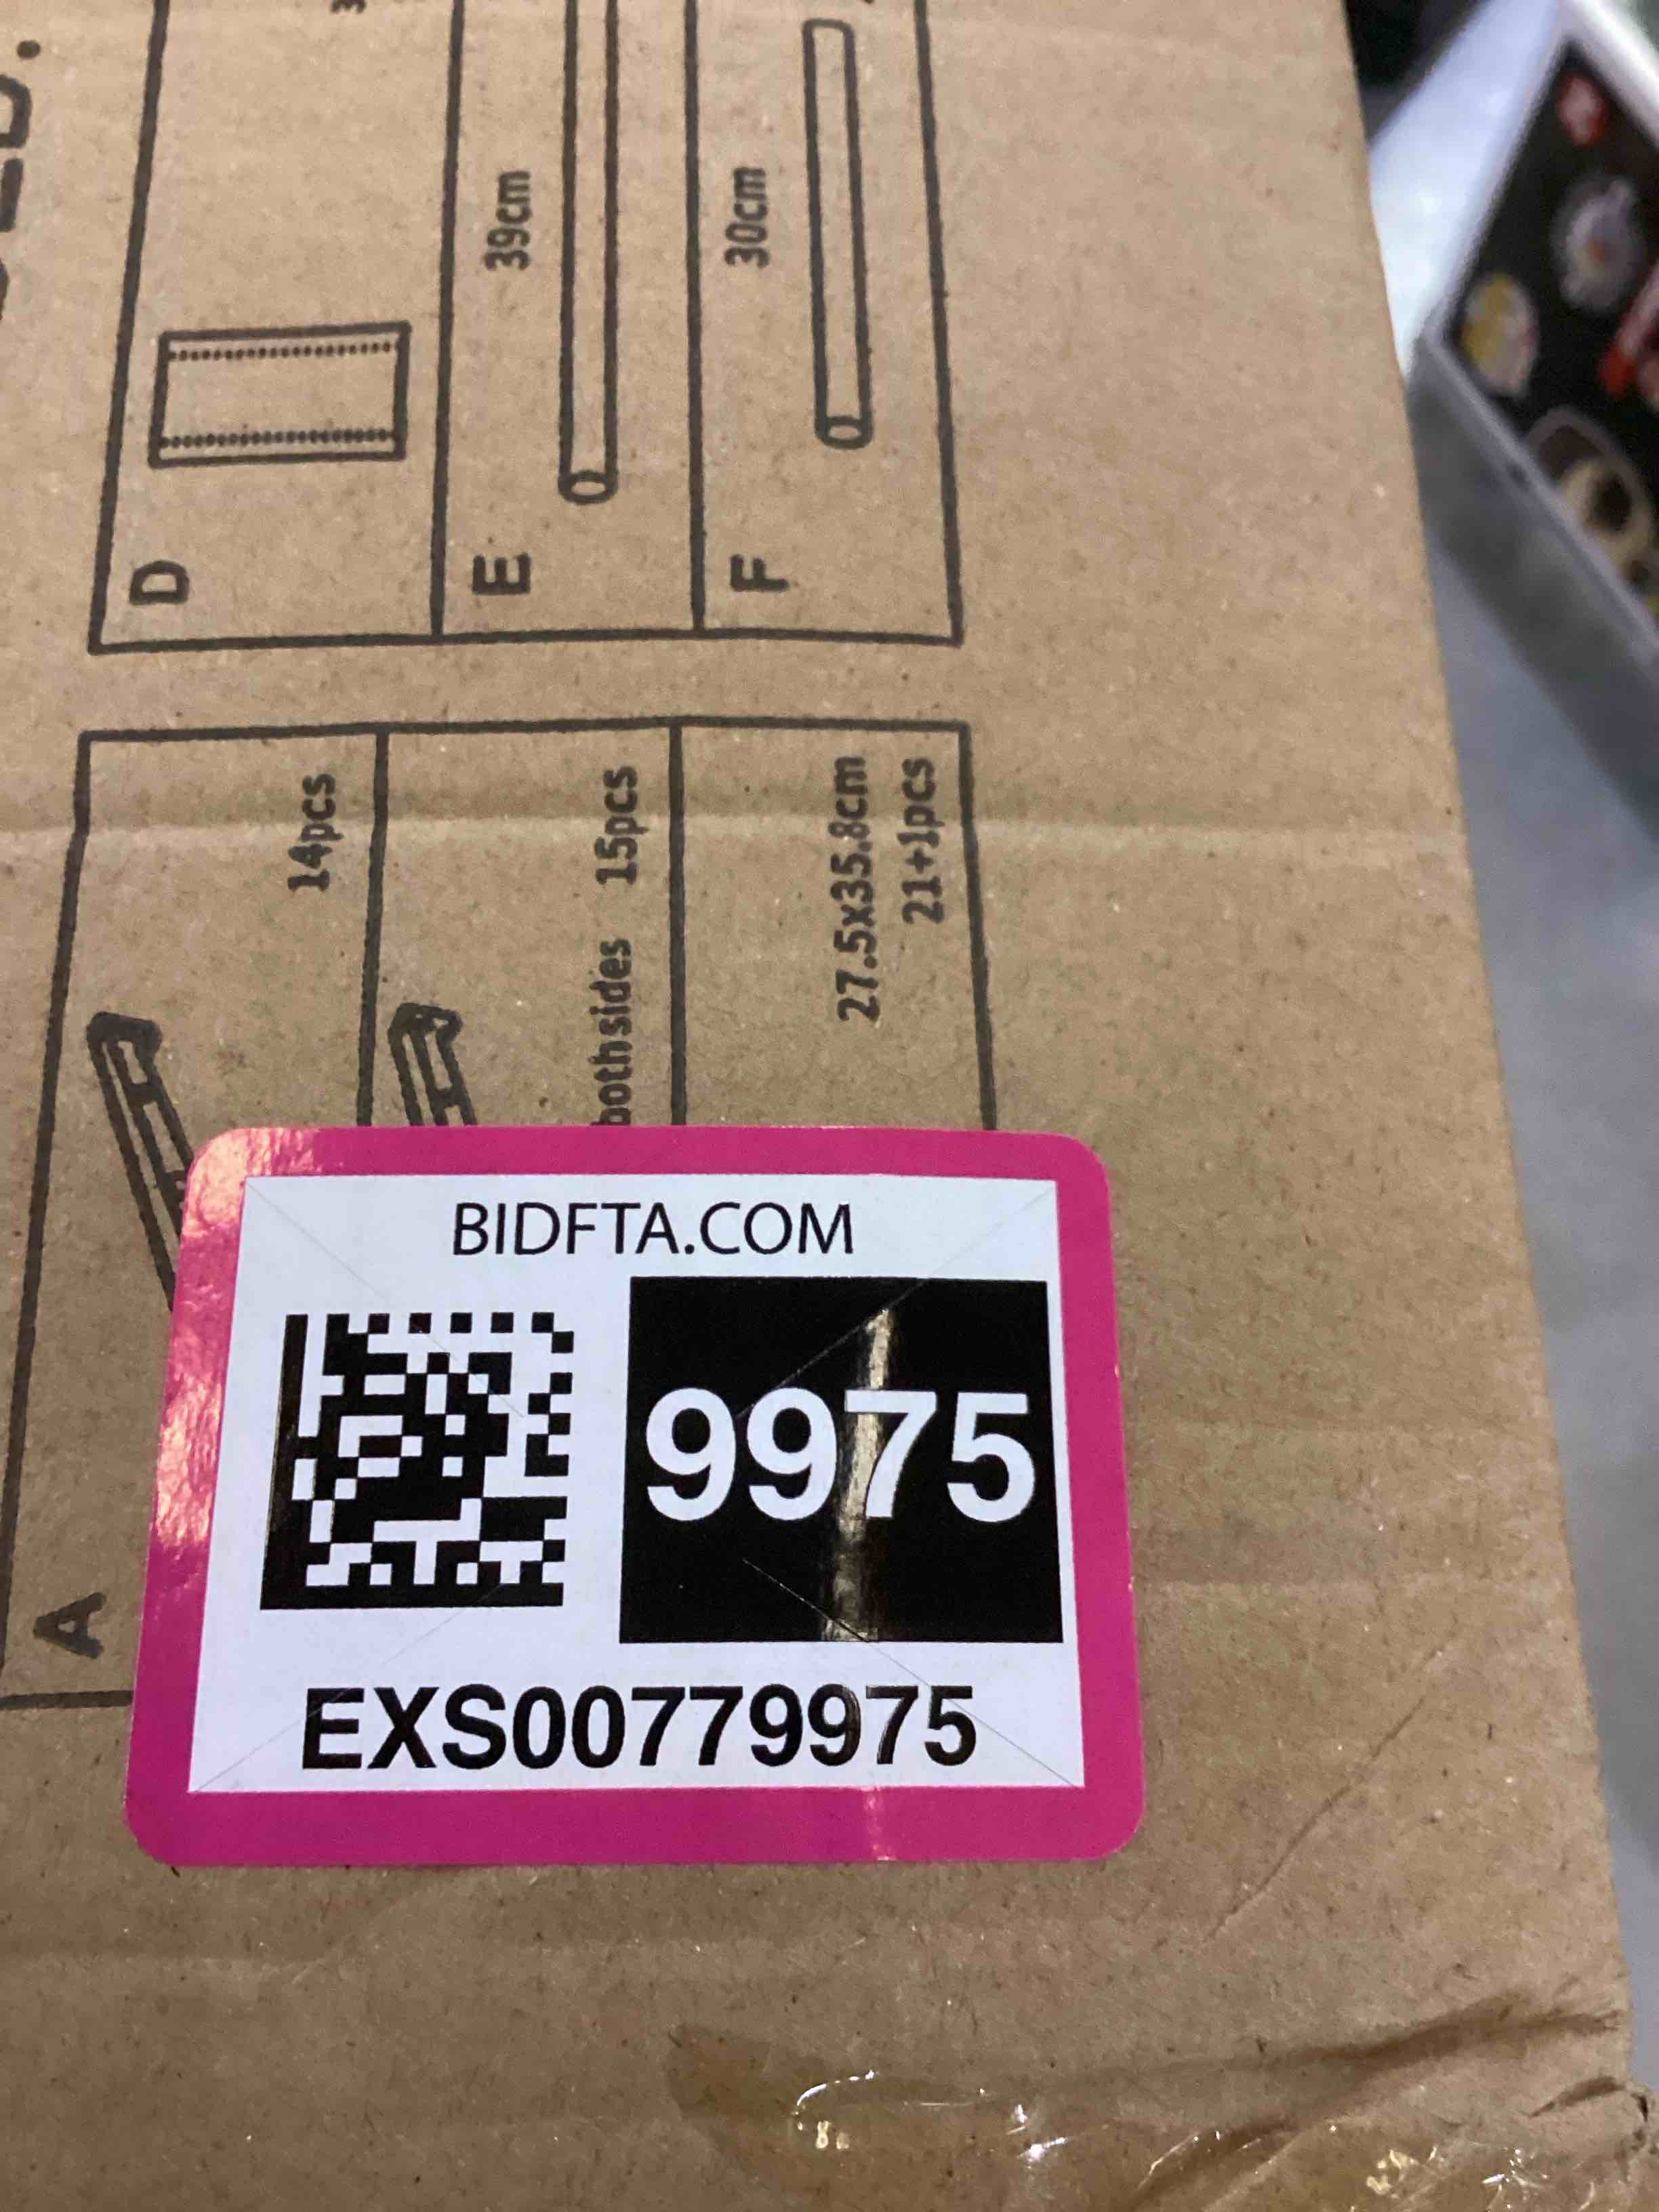 D
E
39cm
F
30cm
A
14pcs
bothsides 15pcs
27.5x35.8cm
21+1pcs
BIDFTA.COM
9975
EXS00779975